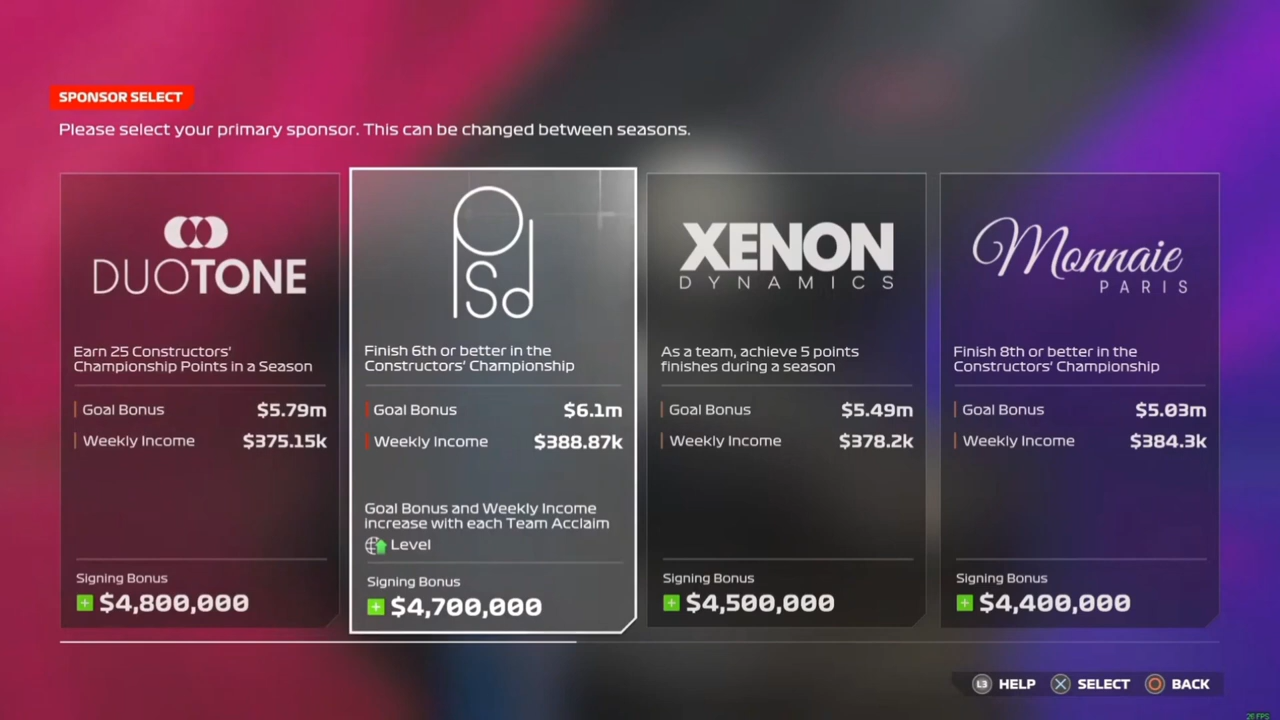 SPONSOR SELECT
Please select your primary sponsor. This can be changed between seasons.
DUOTONE
Earn 25 Constructors'
Championship Points in a Season
Goal Bonus $5.79m
Weekly Income $375.15k
Signing Bonus
+ $4,800,000
PSd
Finish 6th or better in the
Constructors' Championship
Goal Bonus $6.1m
Weekly Income $388.87k
Goal Bonus and Weekly Income
increase with each Team Acclaim
Level
Signing Bonus
+ $4,700,000
XENON
DYNAMICS
As a team, achieve 5 points
finishes during a season
Goal Bonus $5.49m
Weekly Income $378.2k
Signing Bonus
+ $4,500,000
Monnaie
PARIS
Finish 8th or better in the
Constructors' Championship
Goal Bonus $5.03m
Weekly Income $384.3k
Signing Bonus
+ $4,400,000
L3 HELP SELECT BACK